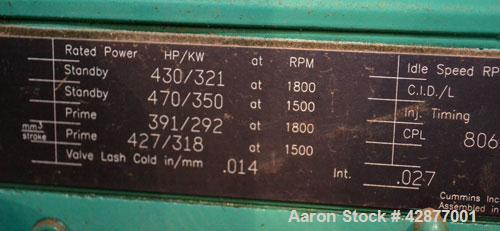 Rated Power HP/KW at RPM
Standby 430/321 at 1800
Standby 470/350 at 1500
Prime 391/292 at 1800
mm3 stroke Prime 427/318 at 1500
Valve Lash Cold in/mm .014 Int. .027
Idle Speed RP
C.I.D./L
Inj. Timing
CPL 806
Cummins Inc
Assembled in
Aaron Stock # 42877001